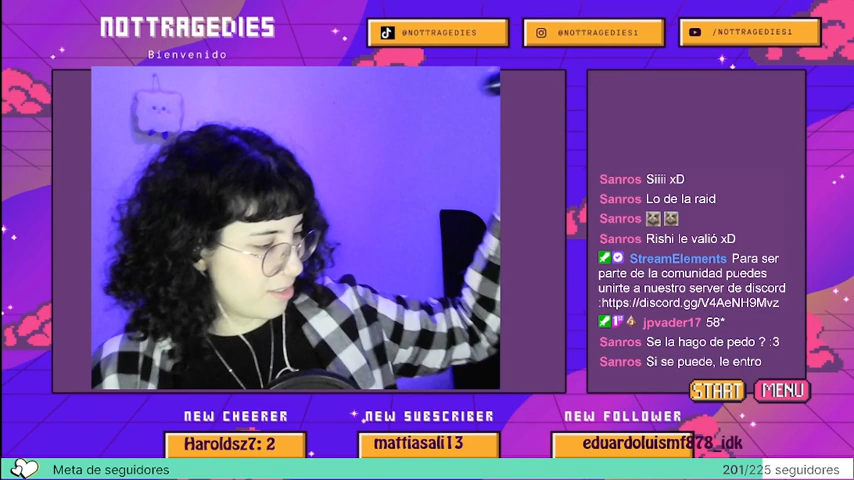 NOTTRAGEDIES
Bienvenido
@NOTTRAGEDIES
@NOTTRAGEDIES1
/NOTTRAGEDIES1
Sanros Siiii xD
Sanros Lo de la raid
Sanros
Sanros Rishi le valió xD
StreamElements Para ser
parte de la comunidad puedes
unirte a nuestro server de discord
:https://discord.gg/V4AeNH9Mvz
jpvader17 58*
Sanros Se la hago de pedo ? :3
Sanros Si se puede, le entro
START MENU
NEW CHEERER
NEW SUBSCRIBER
NEW FOLLOWER
Haroldsz7: 2
mattiasali13
eduardoluismf878_idk
Meta de seguidores
201/225 seguidores